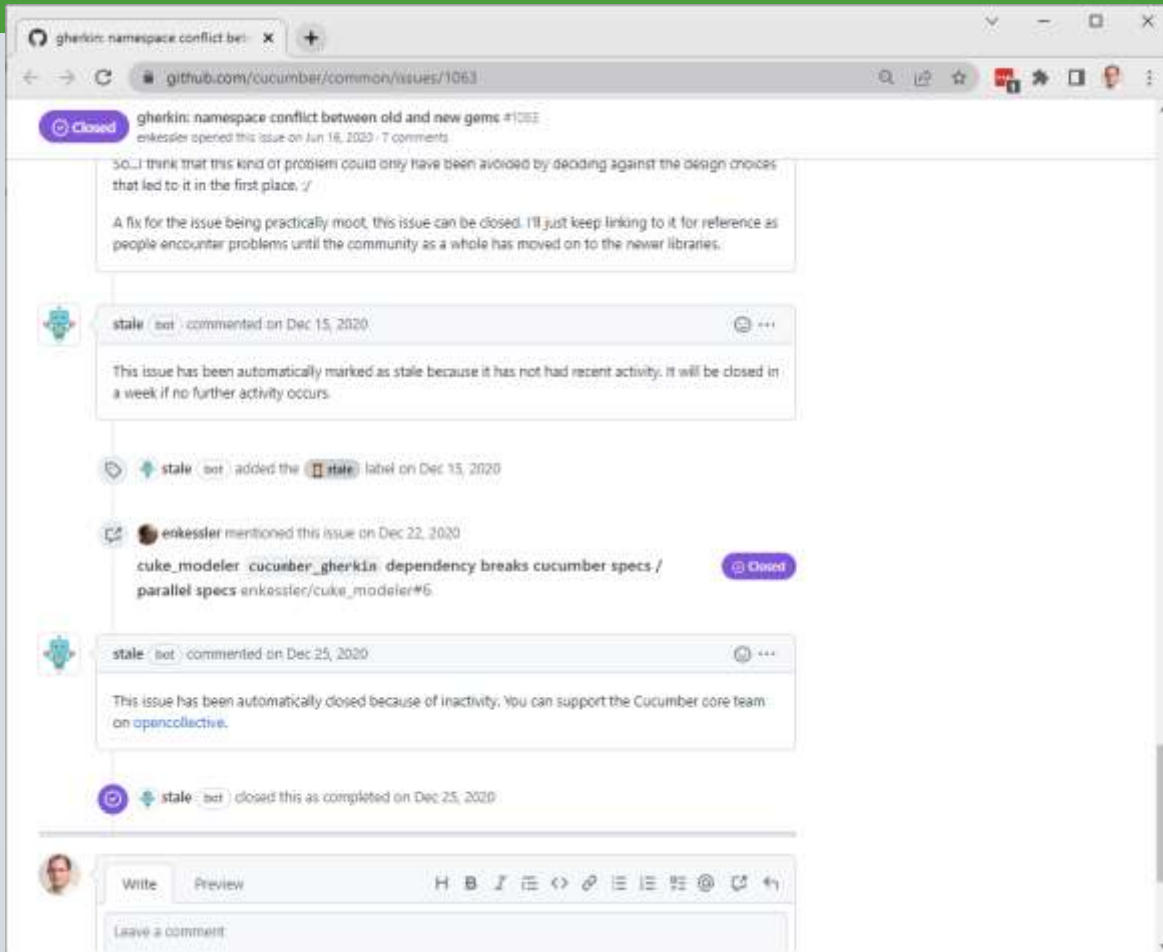 gherkin: namespace conflict bet
github.com/cucumber/common/issues/1063
Closed
gherkin: namespace conflict between old and new gems #1063
enkessler opened this issue on Jun 16, 2020 · 7 comments
So...I think that this kind of problem could only have been avoided by deciding against the design choices
that led to it in the first place. :/
A fix for the issue being practically moot, this issue can be closed. I'll just keep linking to it for reference as
people encounter problems until the community as a whole has moved on to the newer libraries.
stale bot commented on Dec 15, 2020
This issue has been automatically marked as stale because it has not had recent activity. It will be closed in
a week if no further activity occurs.
stale bot added the stale label on Dec 15, 2020
enkessler mentioned this issue on Dec 22, 2020
cuke_modeler cucumber_gherkin dependency breaks cucumber specs /
parallel specs enkessler/cuke_modeler#6
Closed
stale bot commented on Dec 25, 2020
This issue has been automatically closed because of inactivity. You can support the Cucumber core team
on opencollective.
stale bot closed this as completed on Dec 25, 2020
Write Preview
Leave a comment